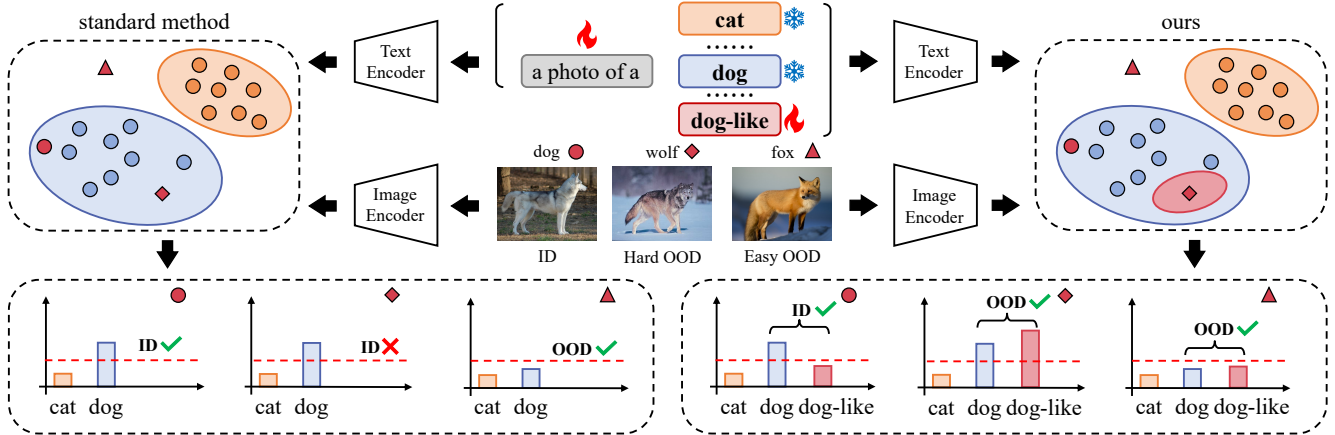 standard method
Text
Encoder
a photo of a
cat
......
dog
......
dog-like
Text
Encoder
ours
dog
wolf
fox
Image
Encoder
Image
Encoder
ID
Hard OOD
Easy OOD
ID
cat dog
ID
cat dog
OOD
cat dog
ID
cat dog dog-like
OOD
cat dog dog-like
OOD
cat dog dog-like